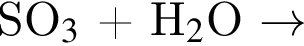 SO₃ + H₂O →